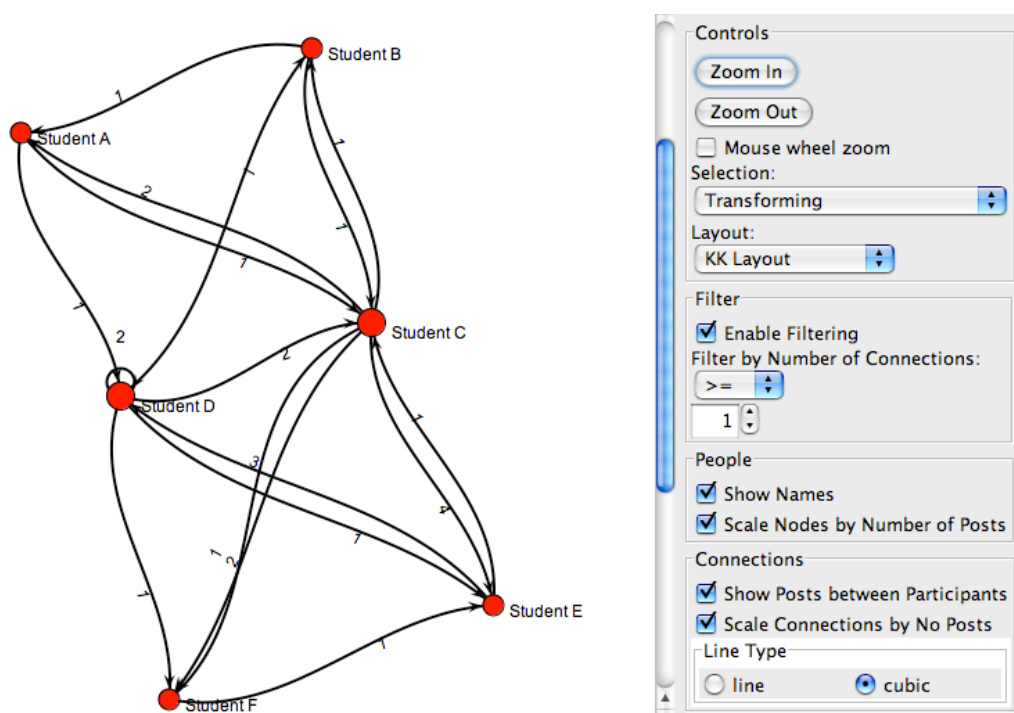 Student B
1
Student A
1
1
2
1
1
1
Student C
1
2
2
Student D
1
3
4
1
1
2
1
Student E
1
Student F
Controls
Zoom In
Zoom Out
Mouse wheel zoom
Selection:
Transforming
Layout:
KK Layout
Filter
Enable Filtering
Filter by Number of Connections:
>=
1
People
Show Names
Scale Nodes by Number of Posts
Connections
Show Posts between Participants
Scale Connections by No Posts
Line Type
line
cubic